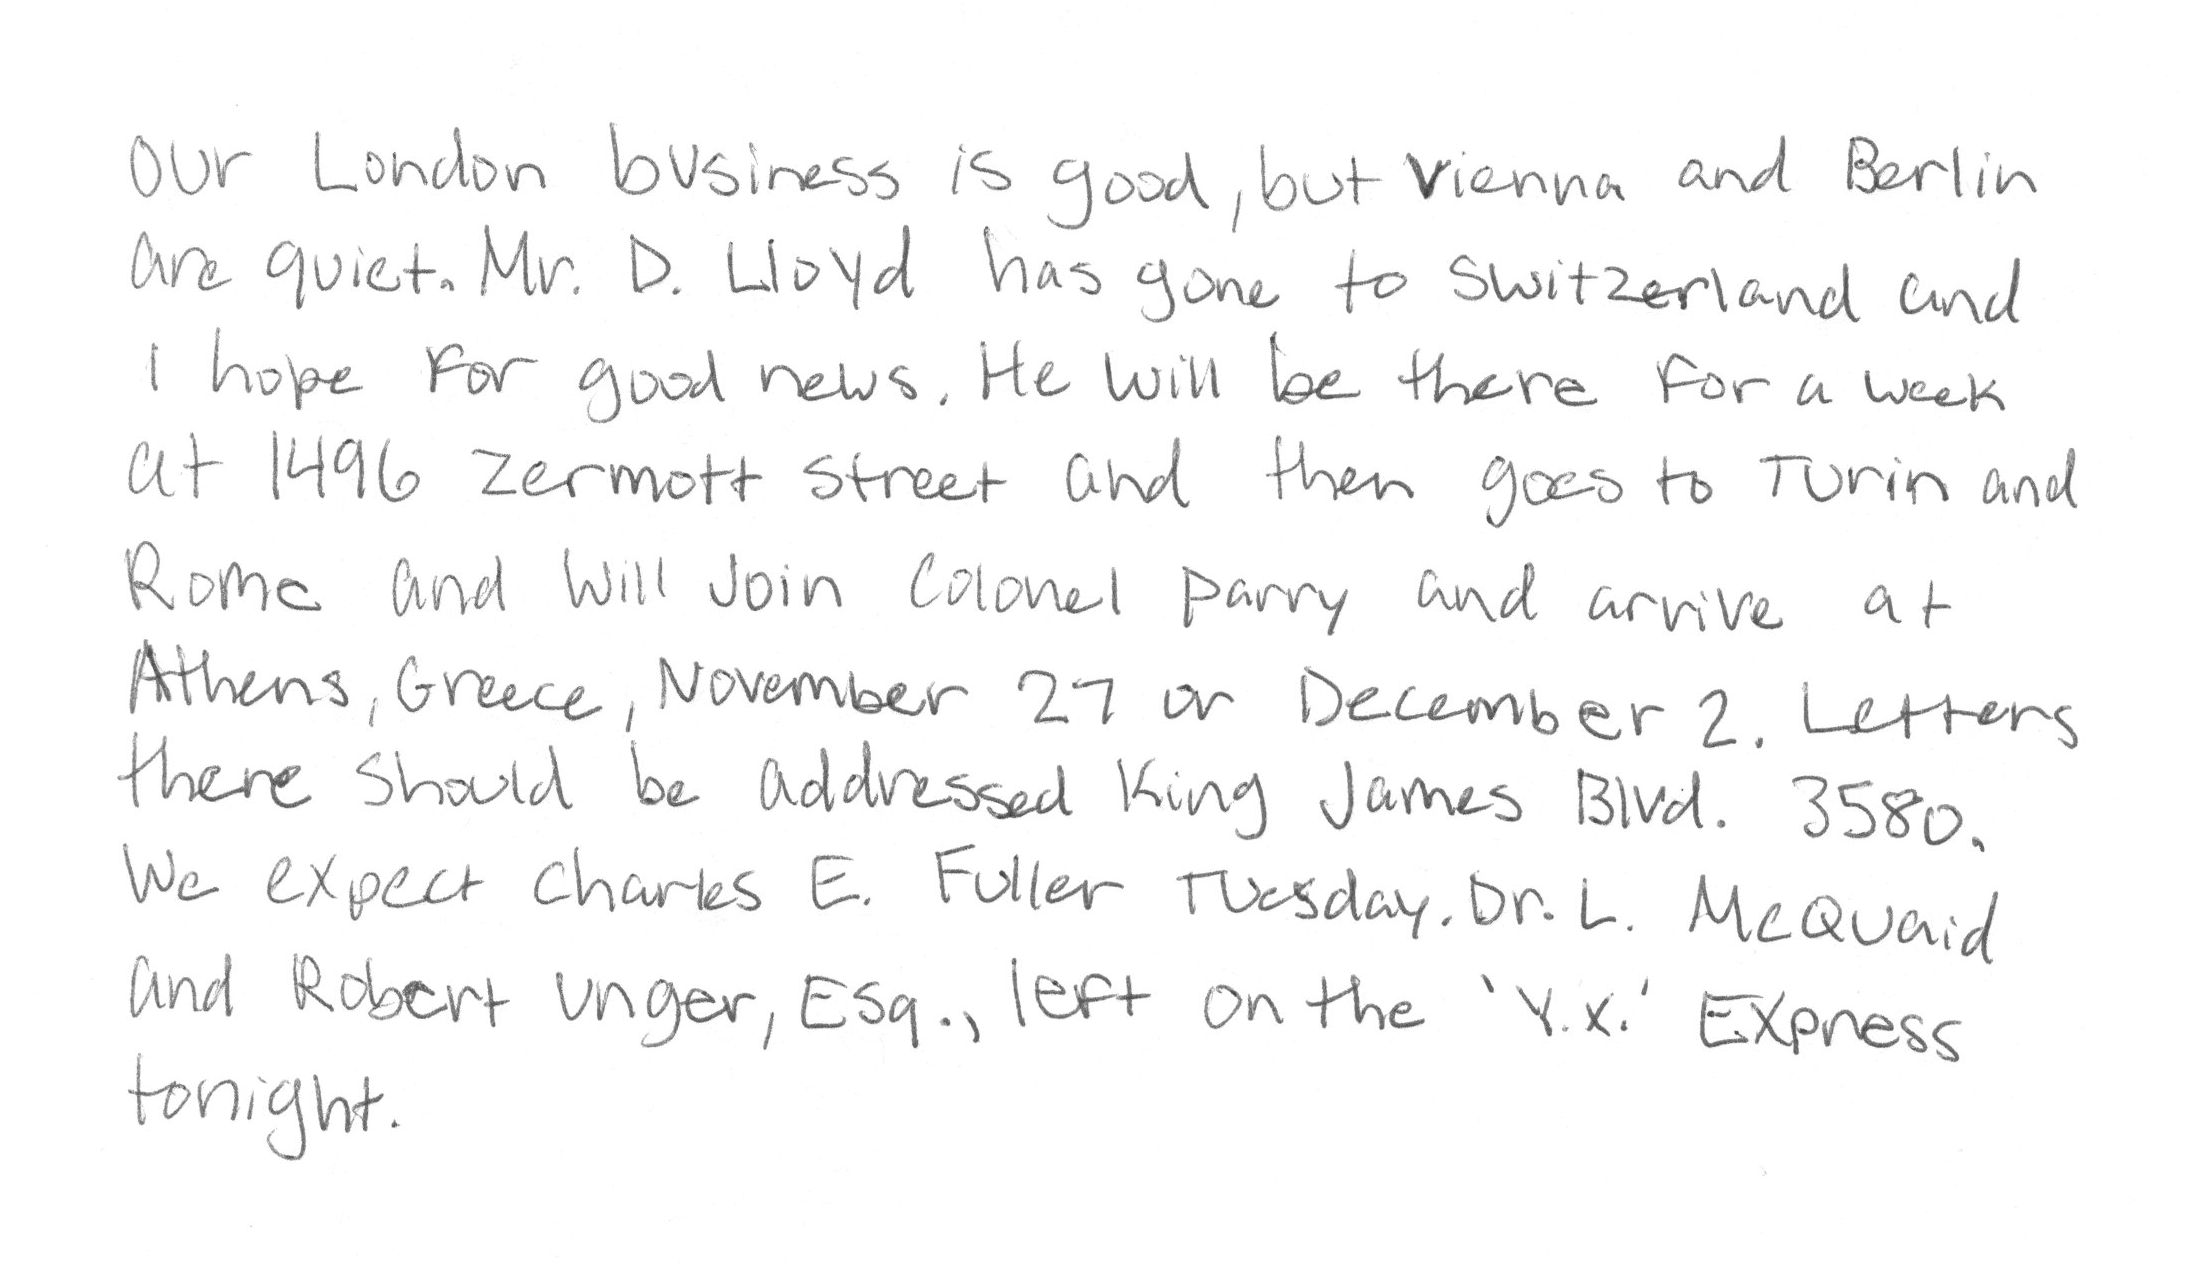 Our London business is good, but Vienna and Berlin
are quiet. Mr. D. Lloyd has gone to Switzerland and
I hope for good news. He will be there for a week
at 1496 Zermott Street and then goes to Turin and
Rome and will join Colonel Parry and arrive at
Athens, Greece, November 27 or December 2. Letters
there should be addressed King James Blvd. 3580.
We expect Charles E. Fuller Tuesday. Dr. L. McQuaid
and Robert Unger, Esq., left on the 'Y.X.' Express
tonight.